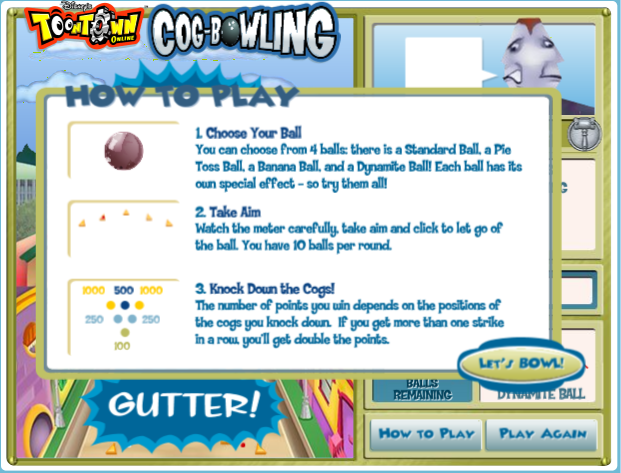 Disney's
TOONTOWN
ONLINE
COG-BOWLING
HOW TO PLAY
1. Choose Your Ball
You can choose from 4 balls: there is a Standard Ball, a Pie
Toss Ball, a Banana Ball, and a Dynamite Ball! Each ball has its
own special effect - so try them all!
2. Take Aim
Watch the meter carefully, take aim and click to let go of
the ball. You have 10 balls per round.
3. Knock Down the Cogs!
The number of points you win depends on the positions of
the cogs you knock down. If you get more than one strike
in a row, you'll get double the points.
1000 500 1000
250 250
100
LET'S BOWL!
GUTTER!
BALLS
REMAINING
DYNAMITE BALL
HOW TO PLAY
PLAY AGAIN